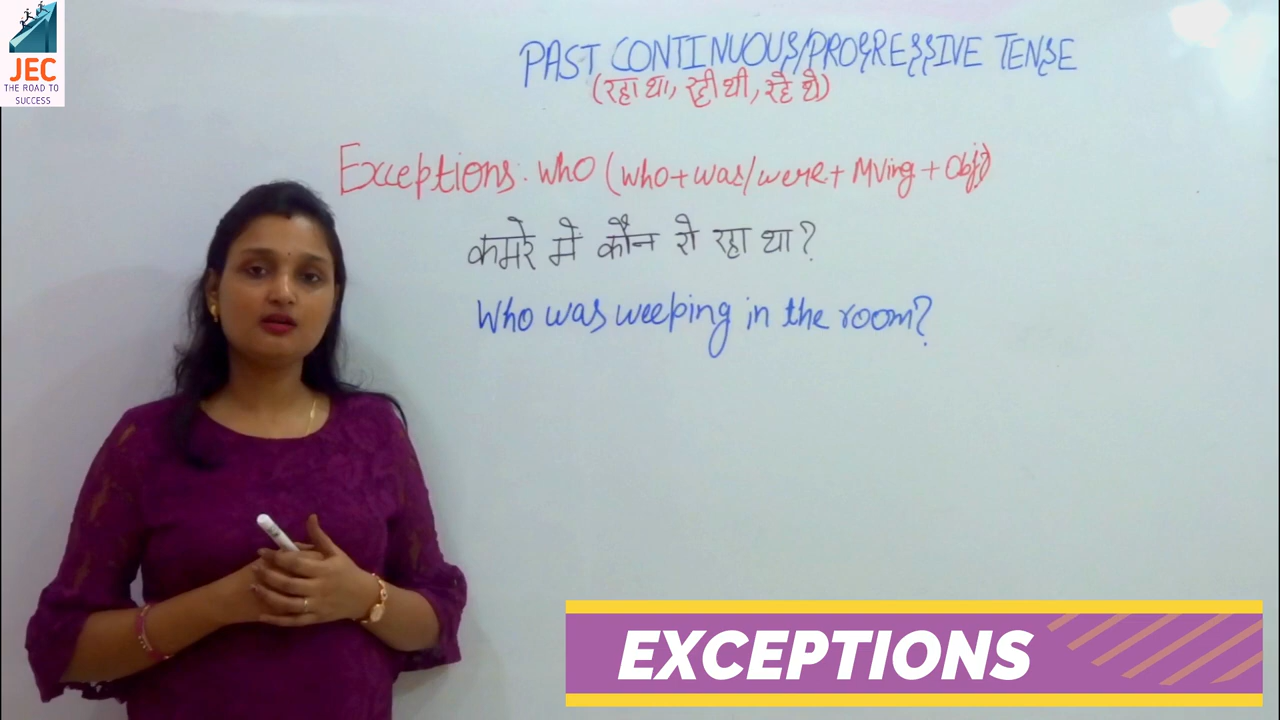 JEC
THE ROAD TO
SUCCESS
PAST CONTINUOUS/PROGRESSIVE TENSE
(रहा था, रही थी, रहे थे)
Exceptions: who (who+was/were+ MVing + Obj)
कमरे में कौन रो रहा था?
Who was weeping in the room?
EXCEPTIONS